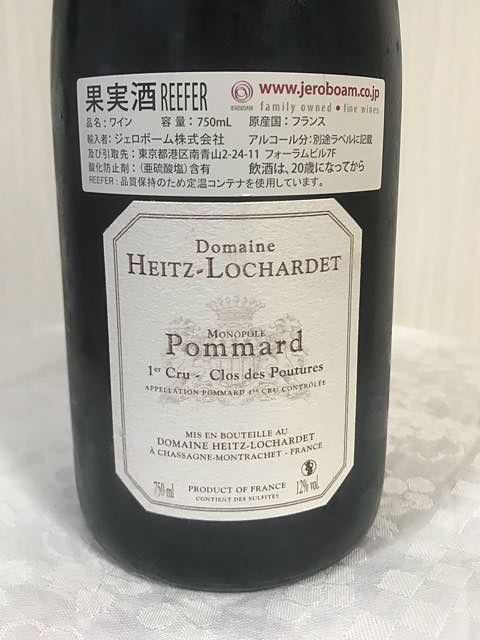 果実酒 REEFER
www.jeroboam.co.jp
JEROBOAM family owned • fine wines
品名：ワイン 容量：750mL 原産国：フランス
輸入者：ジェロボーム株式会社 アルコール分：別途ラベルに記載
及び引取先：東京都港区南青山2-24-11 フォーラムビル7F
酸化防止剤：（亜硫酸塩）含有 飲酒は、20歳になってから
REEFER：品質保持のため定温コンテナを使用しています。
Domaine
HEITZ-LOCHARDET
MONOPOLE
Pommard
1er Cru - Clos des Poutures
APPELLATION POMMARD 1ER CRU CONTRÔLÉE
MIS EN BOUTEILLE AU
DOMAINE HEITZ-LOCHARDET
À CHASSAGNE-MONTRACHET - FRANCE
750 ml PRODUCT OF FRANCE 12% vol.
CONTIENT DES SULFITES